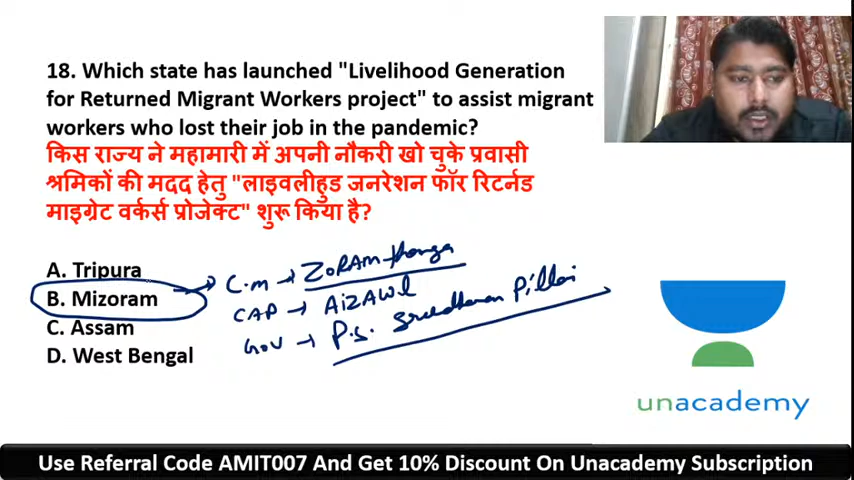 18. Which state has launched "Livelihood Generation
for Returned Migrant Workers project" to assist migrant
workers who lost their job in the pandemic?
किस राज्य ने महामारी में अपनी नौकरी खो चुके प्रवासी
श्रमिकों की मदद हेतु "लाइवलीहुड जनरेशन फॉर रिटर्नड
माइग्रेट वर्कर्स प्रोजेक्ट" शुरू किया है?
A. Tripura
B. Mizoram
C. Assam
D. West Bengal
C.M → ZORAMthanga
CAP → AIZAWl
GOV → P.S. Sreedharan Pillai
unacademy
Use Referral Code AMIT007 And Get 10% Discount On Unacademy Subscription